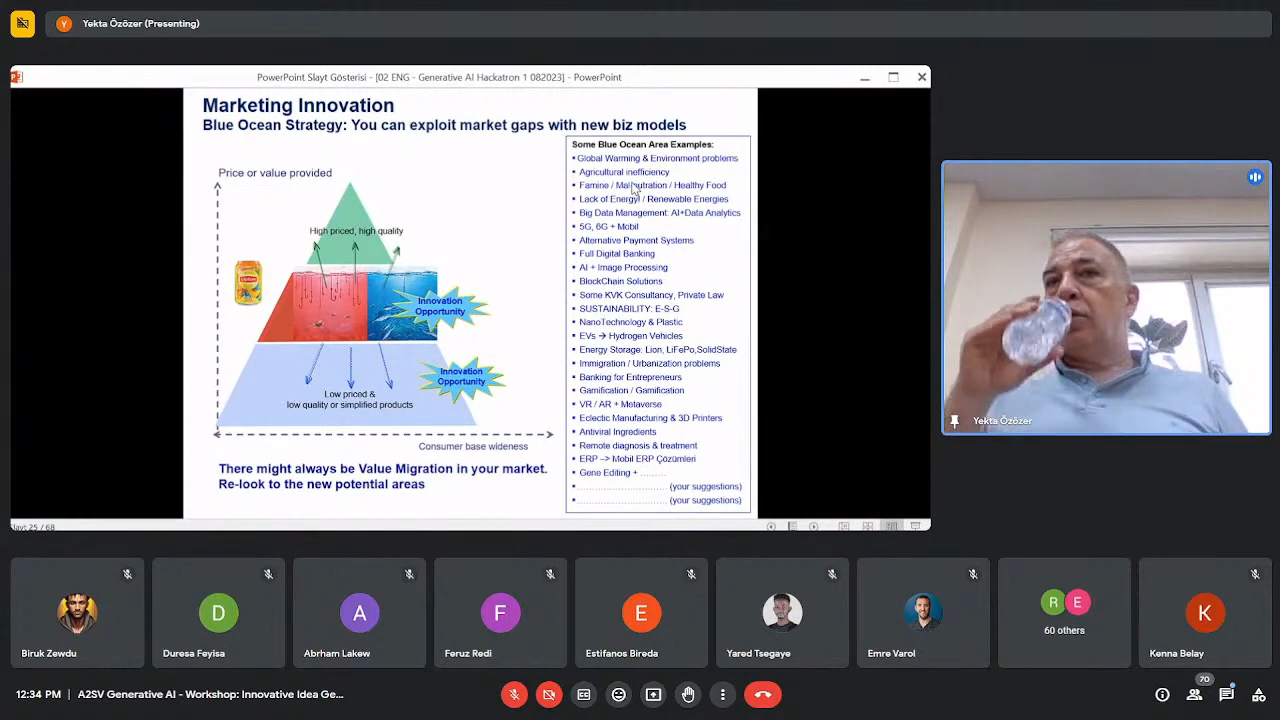 Y
Yekta Özözer (Presenting)
PowerPoint Slayt Gösterisi - [02 ENG - Generative AI Hackatron 1 082023] - PowerPoint
Marketing Innovation
Blue Ocean Strategy: You can exploit market gaps with new biz models
Price or value provided
High priced, high quality
Lipton
Innovation
Opportunity
Innovation
Opportunity
Low priced &
low quality or simplified products
Consumer base wideness
There might always be Value Migration in your market.
Re-look to the new potential areas
Some Blue Ocean Area Examples:
▪ Global Warming & Environment problems
▪ Agricultural inefficiency
▪ Famine / Malnutration / Healthy Food
▪ Lack of Energy! / Renewable Energies
▪ Big Data Management: AI+Data Analytics
▪ 5G, 6G + Mobil
▪ Alternative Payment Systems
▪ Full Digital Banking
▪ AI + Image Processing
▪ BlockChain Solutions
▪ Some KVK Consultancy, Private Law
▪ SUSTAINABILITY: E-S-G
▪ NanoTechnology & Plastic
▪ EVs → Hydrogen Vehicles
▪ Energy Storage: Lion, LiFePo,SolidState
▪ Immigration / Urbanization problems
▪ Banking for Entrepreneurs
▪ Gamification / Gamification
▪ VR / AR + Metaverse
▪ Eclectic Manufacturing & 3D Printers
▪ Antiviral Ingredients
▪ Remote diagnosis & treatment
▪ ERP --> Mobil ERP Çözümleri
▪ Gene Editing + .........
▪ .............................. (your suggestions)
▪ .............................. (your suggestions)
Slayt 25 / 68
Yekta Özözer
Biruk Zewdu
D
Duresa Feyisa
A
Abrham Lakew
F
Feruz Redi
E
Estifanos Bireda
Yared Tsegaye
Emre Varol
R E
60 others
K
Kenna Belay
12:34 PM | A2SV Generative AI - Workshop: Innovative Idea Ge...
70